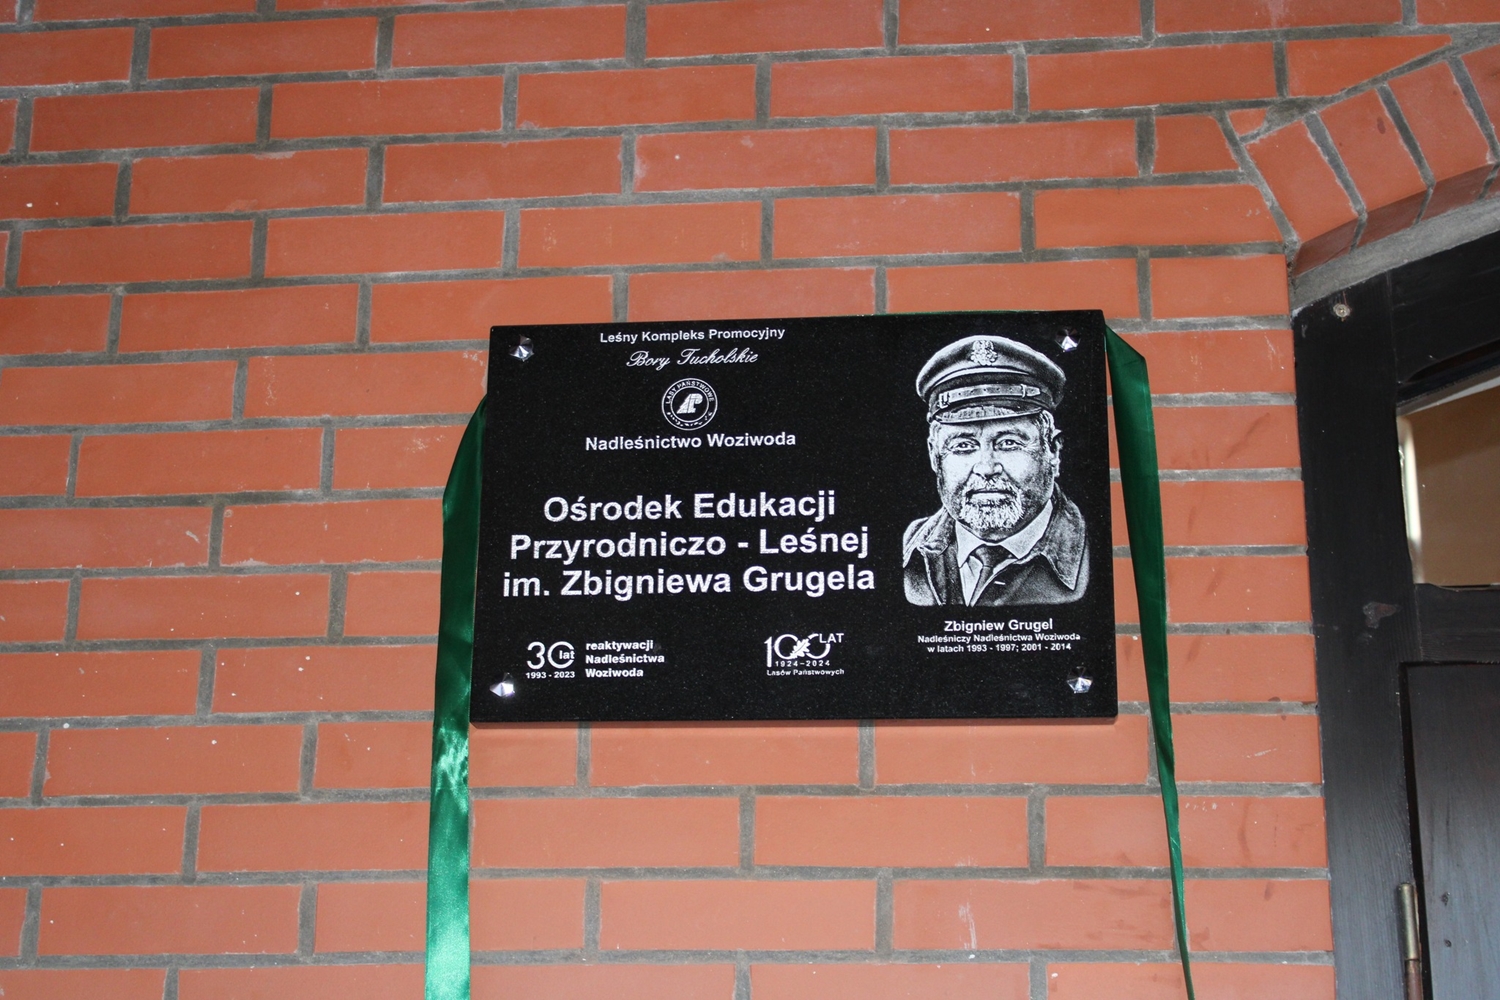 Leśny Kompleks Promocyjny
Bory Tucholskie
LASY PAŃSTWOWE
Nadleśnictwo Woziwoda
Ośrodek Edukacji
Przyrodniczo - Leśnej
im. Zbigniewa Grugela
Zbigniew Grugel
Nadleśniczy Nadleśnictwa Woziwoda
w latach 1993 - 1997; 2001 - 2014
30 lat
1993 - 2023
reaktywacji
Nadleśnictwa
Woziwoda
100 LAT
1924-2024
Lasów Państwowych